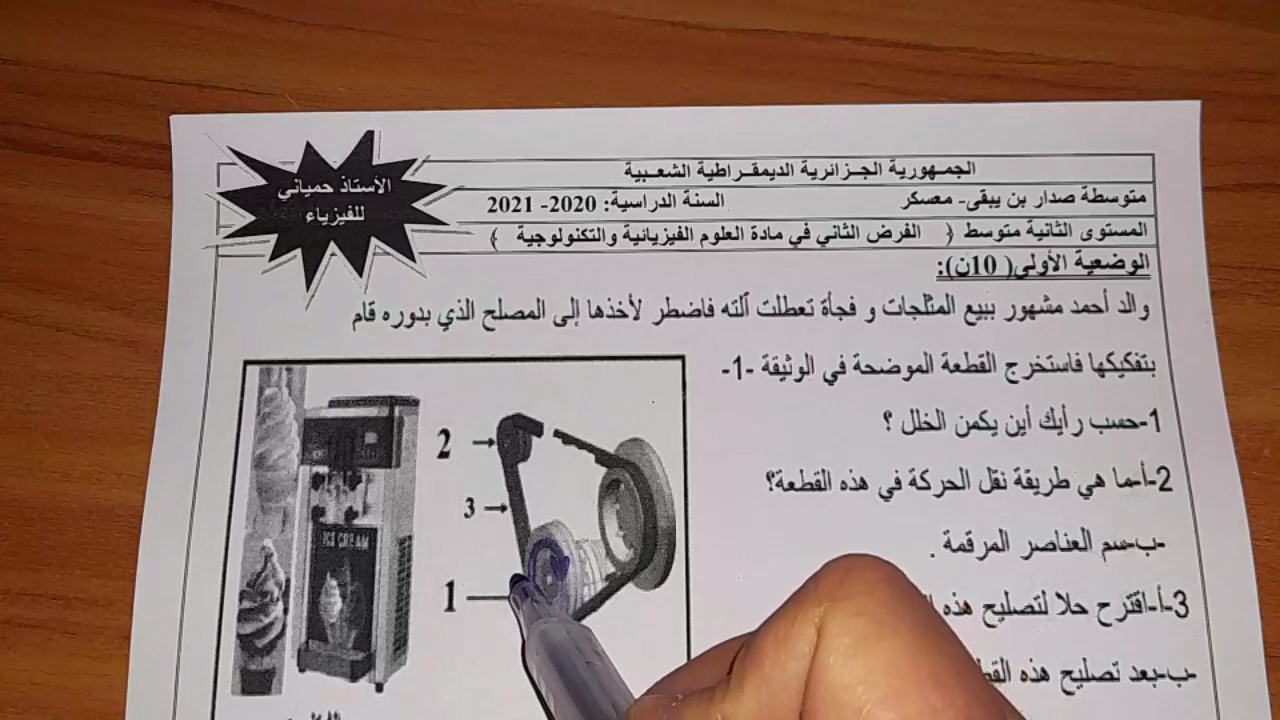 الأستاذ حمياني
للفيزياء
الجمهورية الجزائرية الديمقراطية الشعبية
متوسطة صدار بن يبقى- معسكر السنة الدراسية: 2020- 2021
المستوى الثانية متوسط ( الفرض الثاني في مادة العلوم الفيزيائية والتكنولوجية )
الوضعية الأولى( 10ن):
والد أحمد مشهور ببيع المثلجات و فجأة تعطلت آلته فاضطر لأخذها إلى المصلح الذي بدوره قام
بتفكيكها فاستخرج القطعة الموضحة في الوثيقة -1-
1-حسب رأيك أين يكمن الخلل ؟
2-أ-ما هي طريقة نقل الحركة في هذه القطعة؟
-ب-سم العناصر المرقمة .
3-أ-اقترح حلا لتصليح هذه
-ب-بعد تصليح هذه
2
3
1
ICE CREAM